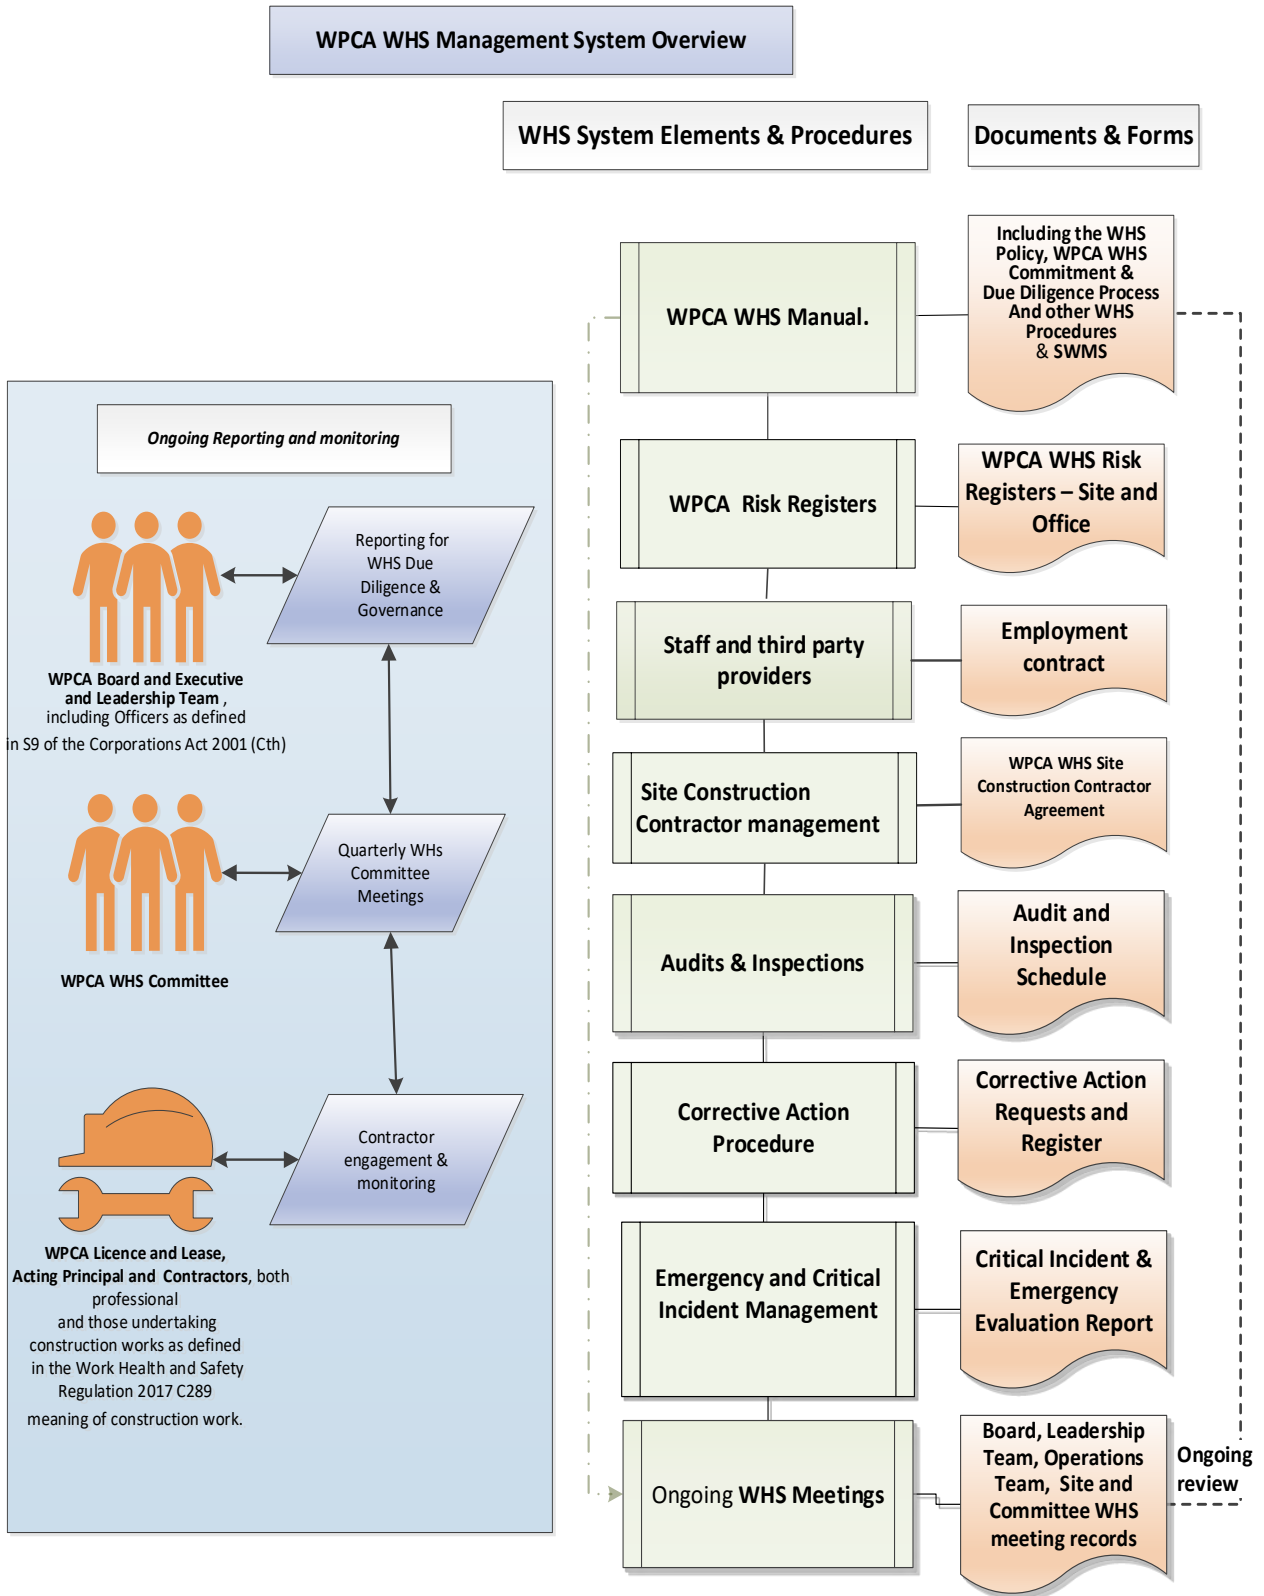 WPCA WHS Management System Overview
WHS System Elements & Procedures
Documents & Forms
WPCA WHS Manual.
Including the WHS
Policy, WPCA WHS
Commitment &
Due Diligence Process
And other WHS
Procedures
& SWMS
WPCA  Risk Registers
WPCA WHS Risk
Registers – Site and
Office
Staff and third party
providers
Employment
contract
Site Construction
Contractor management
WPCA WHS Site
Construction Contractor
Agreement
Audits & Inspections
Audit and
Inspection
Schedule
Corrective Action
Procedure
Corrective Action
Requests and
Register
Emergency and Critical
Incident Management
Critical Incident &
Emergency
Evaluation Report
Ongoing WHS Meetings
Board, Leadership
Team, Operations
Team,  Site and
Committee WHS
meeting records
Ongoing
review
Ongoing Reporting and monitoring
Reporting for
WHS Due
Diligence &
Governance
WPCA Board and Executive
and Leadership Team ,
including Officers as defined
in S9 of the Corporations Act 2001 (Cth)
Quarterly WHs
Committee
Meetings
WPCA WHS Committee
Contractor
engagement &
monitoring
WPCA Licence and Lease,
Acting Principal and  Contractors, both
professional
and those undertaking
construction works as defined
in the Work Health and Safety
Regulation 2017 C289
meaning of construction work.